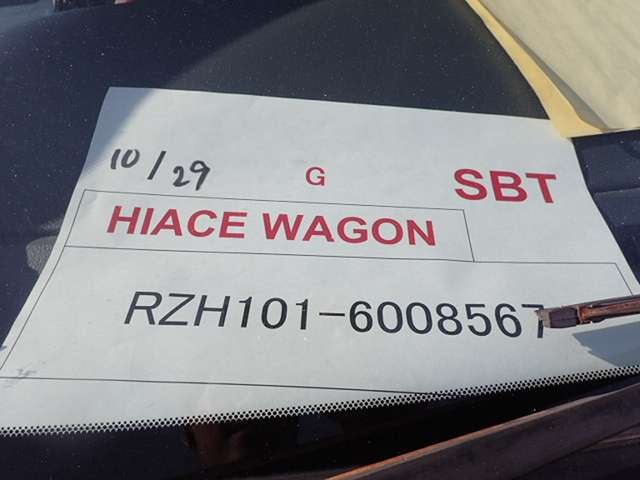 10/29 G SBT
HIACE WAGON
RZH101-6008567